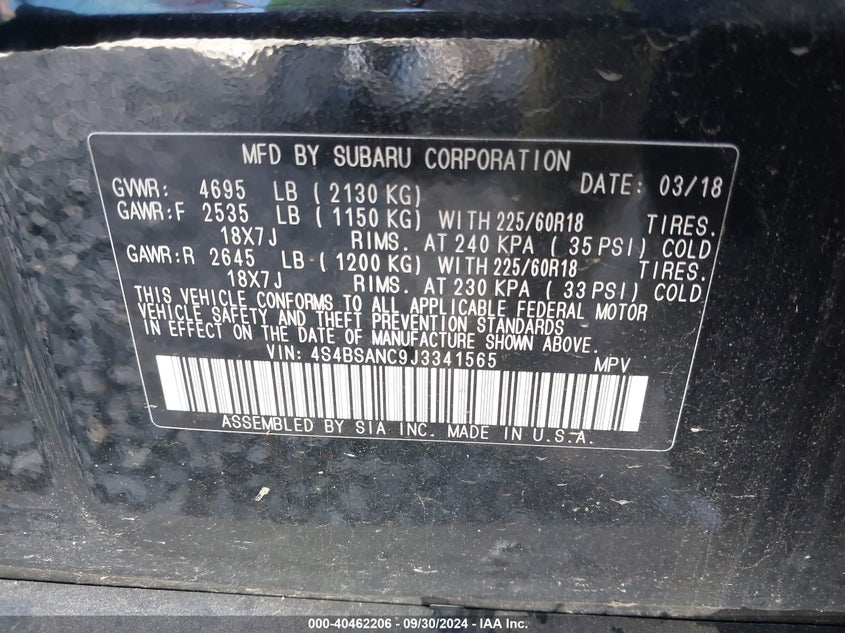 MFD BY SUBARU CORPORATION
GVWR: 4695 LB ( 2130 KG) DATE: 03/18
GAWR:F 2535 LB ( 1150 KG) WITH 225/60R18 TIRES.
18X7J RIMS. AT 240 KPA ( 35 PSI) COLD
GAWR:R 2645 LB ( 1200 KG) WITH 225/60R18 TIRES.
18X7J RIMS. AT 230 KPA ( 33 PSI) COLD
THIS VEHICLE CONFORMS TO ALL APPLICABLE FEDERAL MOTOR
VEHICLE SAFETY AND THEFT PREVENTION STANDARDS
IN EFFECT ON THE DATE OF MANUFACTURE SHOWN ABOVE.
VIN: 4S4BSANC9J3341565 MPV
ASSEMBLED BY SIA INC. MADE IN U.S.A.
000-40462206 - 09/30/2024 - IAA Inc.